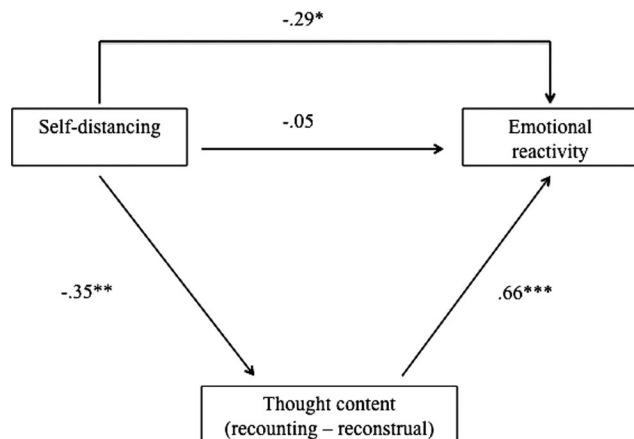 -.29*
Self-distancing
-.05
Emotional
reactivity
-.35**
.66***
Thought content
(recounting – reconstrual)